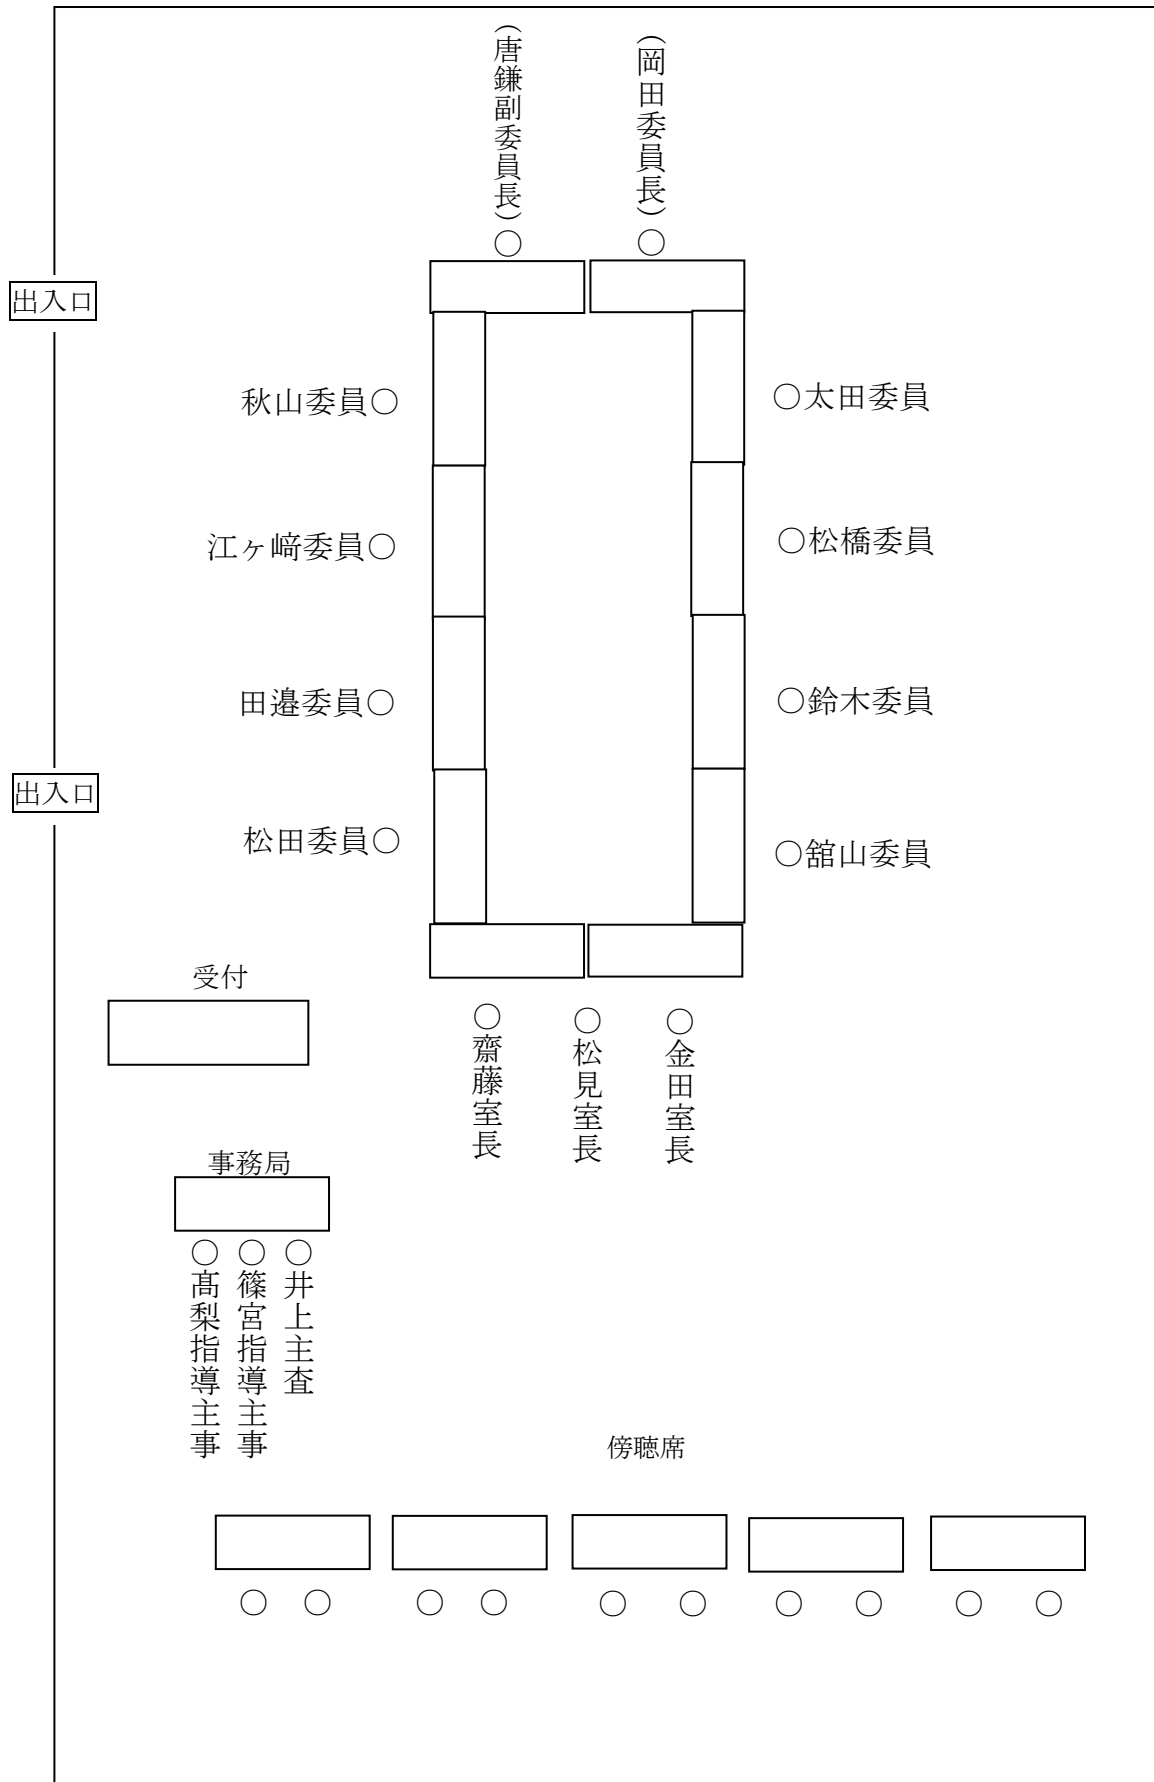 （唐鎌副委員長）○
（岡田委員長）○
出入口
秋山委員○
○太田委員
江ヶ﨑委員○
○松橋委員
田邉委員○
○鈴木委員
出入口
松田委員○
○舘山委員
受付
○齋藤室長
○松見室長
○金田室長
事務局
○髙梨指導主事
○篠宮指導主事
○井上主査
傍聴席
○ ○ ○ ○ ○ ○ ○ ○ ○ ○